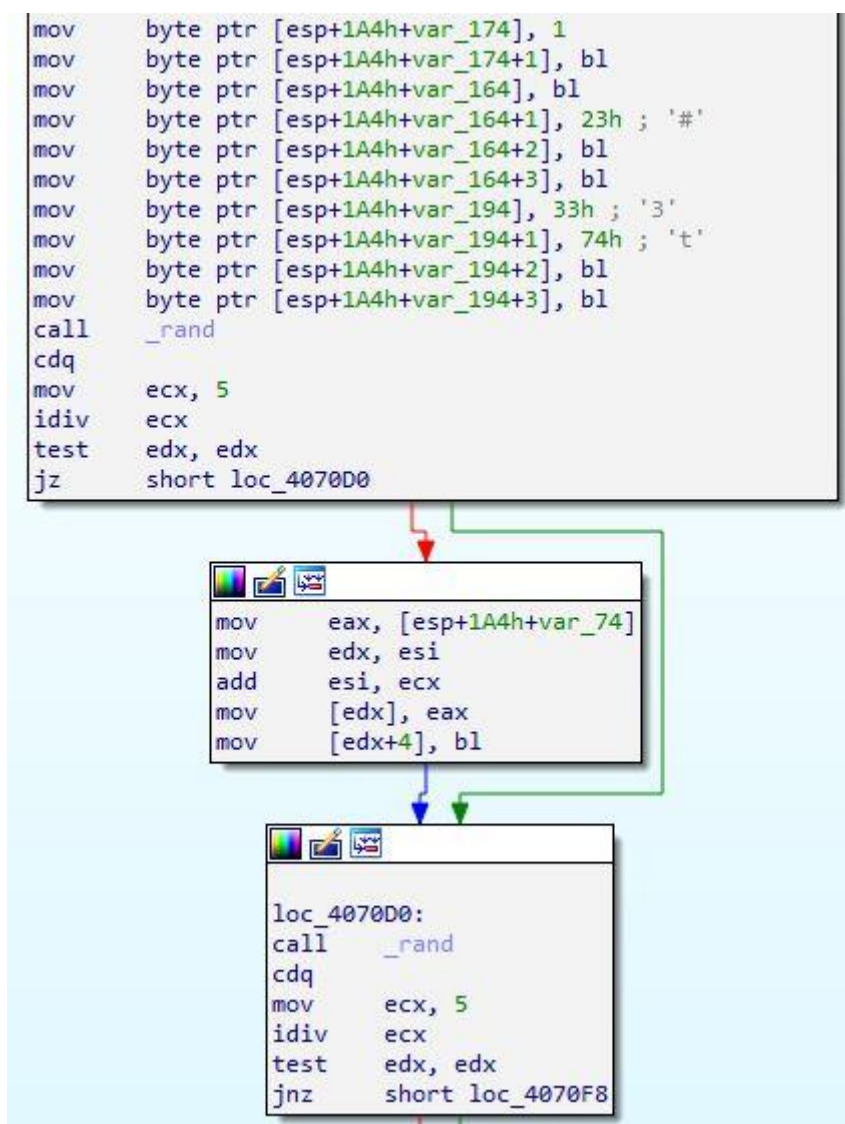 mov byte ptr [esp+1A4h+var_174], 1
mov byte ptr [esp+1A4h+var_174+1], bl
mov byte ptr [esp+1A4h+var_164], bl
mov byte ptr [esp+1A4h+var_164+1], 23h ; '#'
mov byte ptr [esp+1A4h+var_164+2], bl
mov byte ptr [esp+1A4h+var_164+3], bl
mov byte ptr [esp+1A4h+var_194], 33h ; '3'
mov byte ptr [esp+1A4h+var_194+1], 74h ; 't'
mov byte ptr [esp+1A4h+var_194+2], bl
mov byte ptr [esp+1A4h+var_194+3], bl
call _rand
cdq
mov ecx, 5
idiv ecx
test edx, edx
jz short loc_4070D0
mov eax, [esp+1A4h+var_74]
mov edx, esi
add esi, ecx
mov [edx], eax
mov [edx+4], bl
loc_4070D0:
call _rand
cdq
mov ecx, 5
idiv ecx
test edx, edx
jnz short loc_4070F8